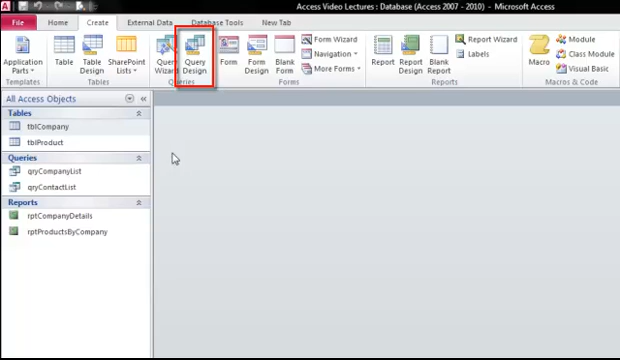 Access Video Lectures : Database (Access 2007 - 2010) - Microsoft Access
File Home Create External Data Database Tools New Tab
Application Parts
Table
Table Design
SharePoint Lists
Query Wizard
Query Design
Form
Form Design
Blank Form
Form Wizard
Navigation
More Forms
Report
Report Design
Blank Report
Report Wizard
Labels
Macro
Module
Class Module
Visual Basic
Templates Tables Queries Forms Reports Macros & Code
All Access Objects
Tables
tblCompany
tblProduct
Queries
qryCompanyList
qryContactList
Reports
rptCompanyDetails
rptProductsByCompany